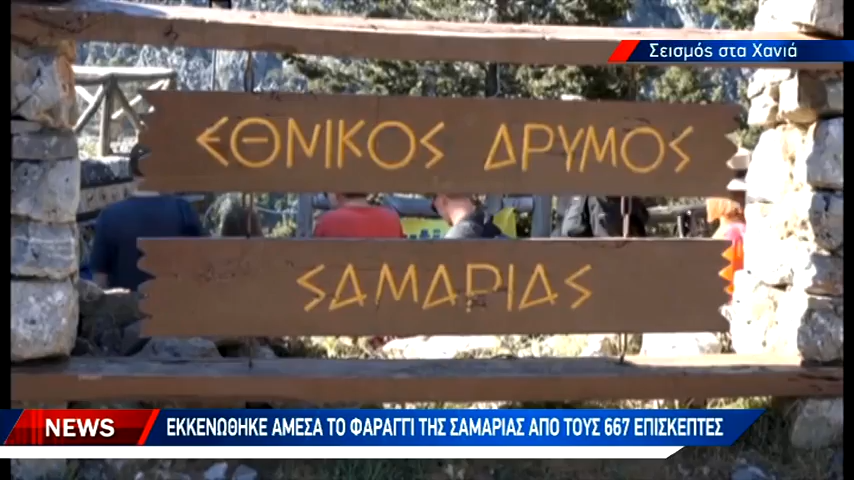 Σεισμός στα Χανιά
ΕΘΝΙΚΟΣ ΔΡΥΜΟΣ
ΣΑΜΑΡΙΑΣ
NEWS ΕΚΚΕΝΩΘΗΚΕ ΑΜΕΣΑ ΤΟ ΦΑΡΑΓΓΙ ΤΗΣ ΣΑΜΑΡΙΑΣ ΑΠΟ ΤΟΥΣ 667 ΕΠΙΣΚΕΠΤΕΣ